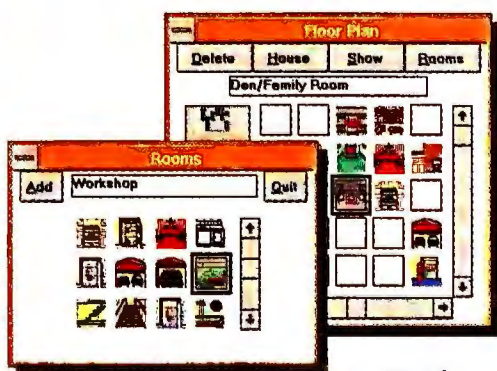 Floor Plan
Delete House Show Rooms
Den/Family Room
Rooms
Add Workshop Quit